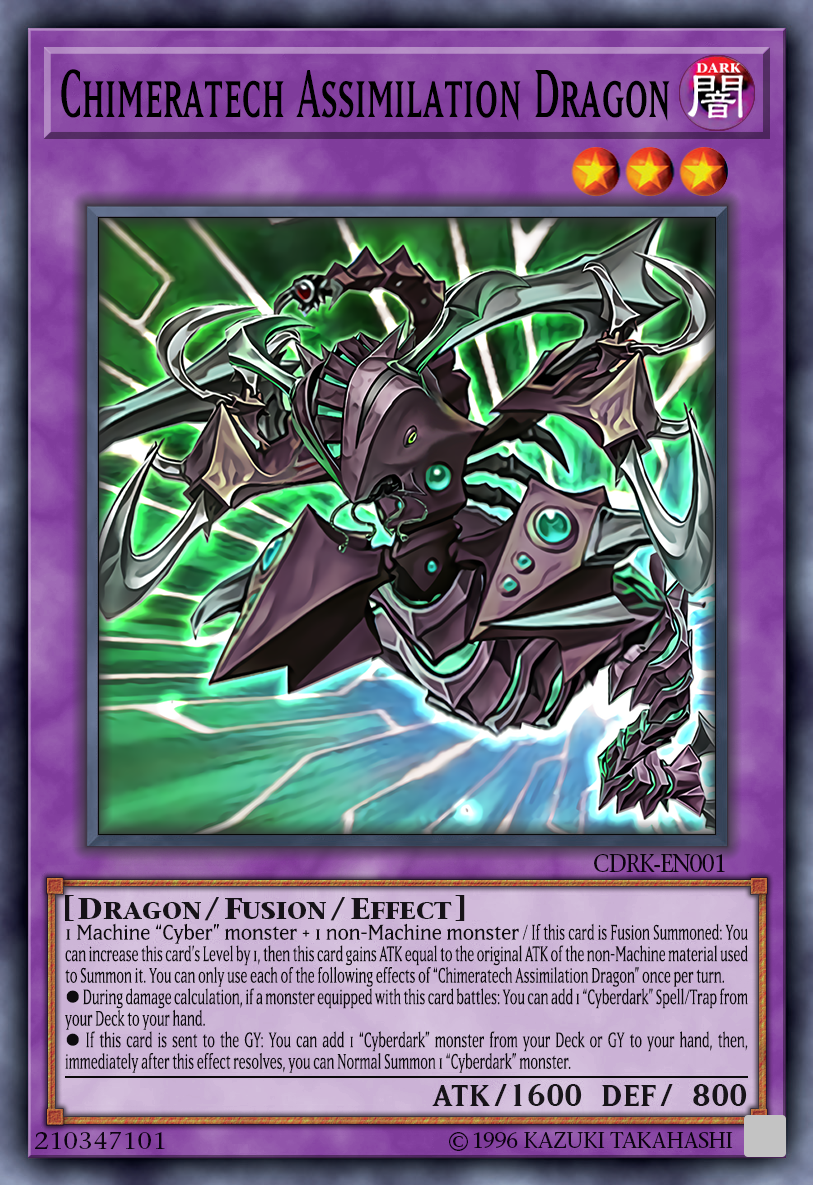 Chimeratech Assimilation Dragon
DARK
闇
CDRK-EN001
[Dragon/Fusion/Effect]
1 Machine “Cyber” monster + 1 non-Machine monster / If this card is Fusion Summoned: You
can increase this card's Level by 1, then this card gains ATK equal to the original ATK of the non-Machine material used
to Summon it. You can only use each of the following effects of “Chimeratech Assimilation Dragon” once per turn.
● During damage calculation, if a monster equipped with this card battles: You can add 1 “Cyberdark” Spell/Trap from
your Deck to your hand.
● If this card is sent to the GY: You can add 1 “Cyberdark” monster from your Deck or GY to your hand, then,
immediately after this effect resolves, you can Normal Summon 1 “Cyberdark” monster.
ATK/1600 DEF/ 800
210347101
© 1996 KAZUKI TAKAHASHI